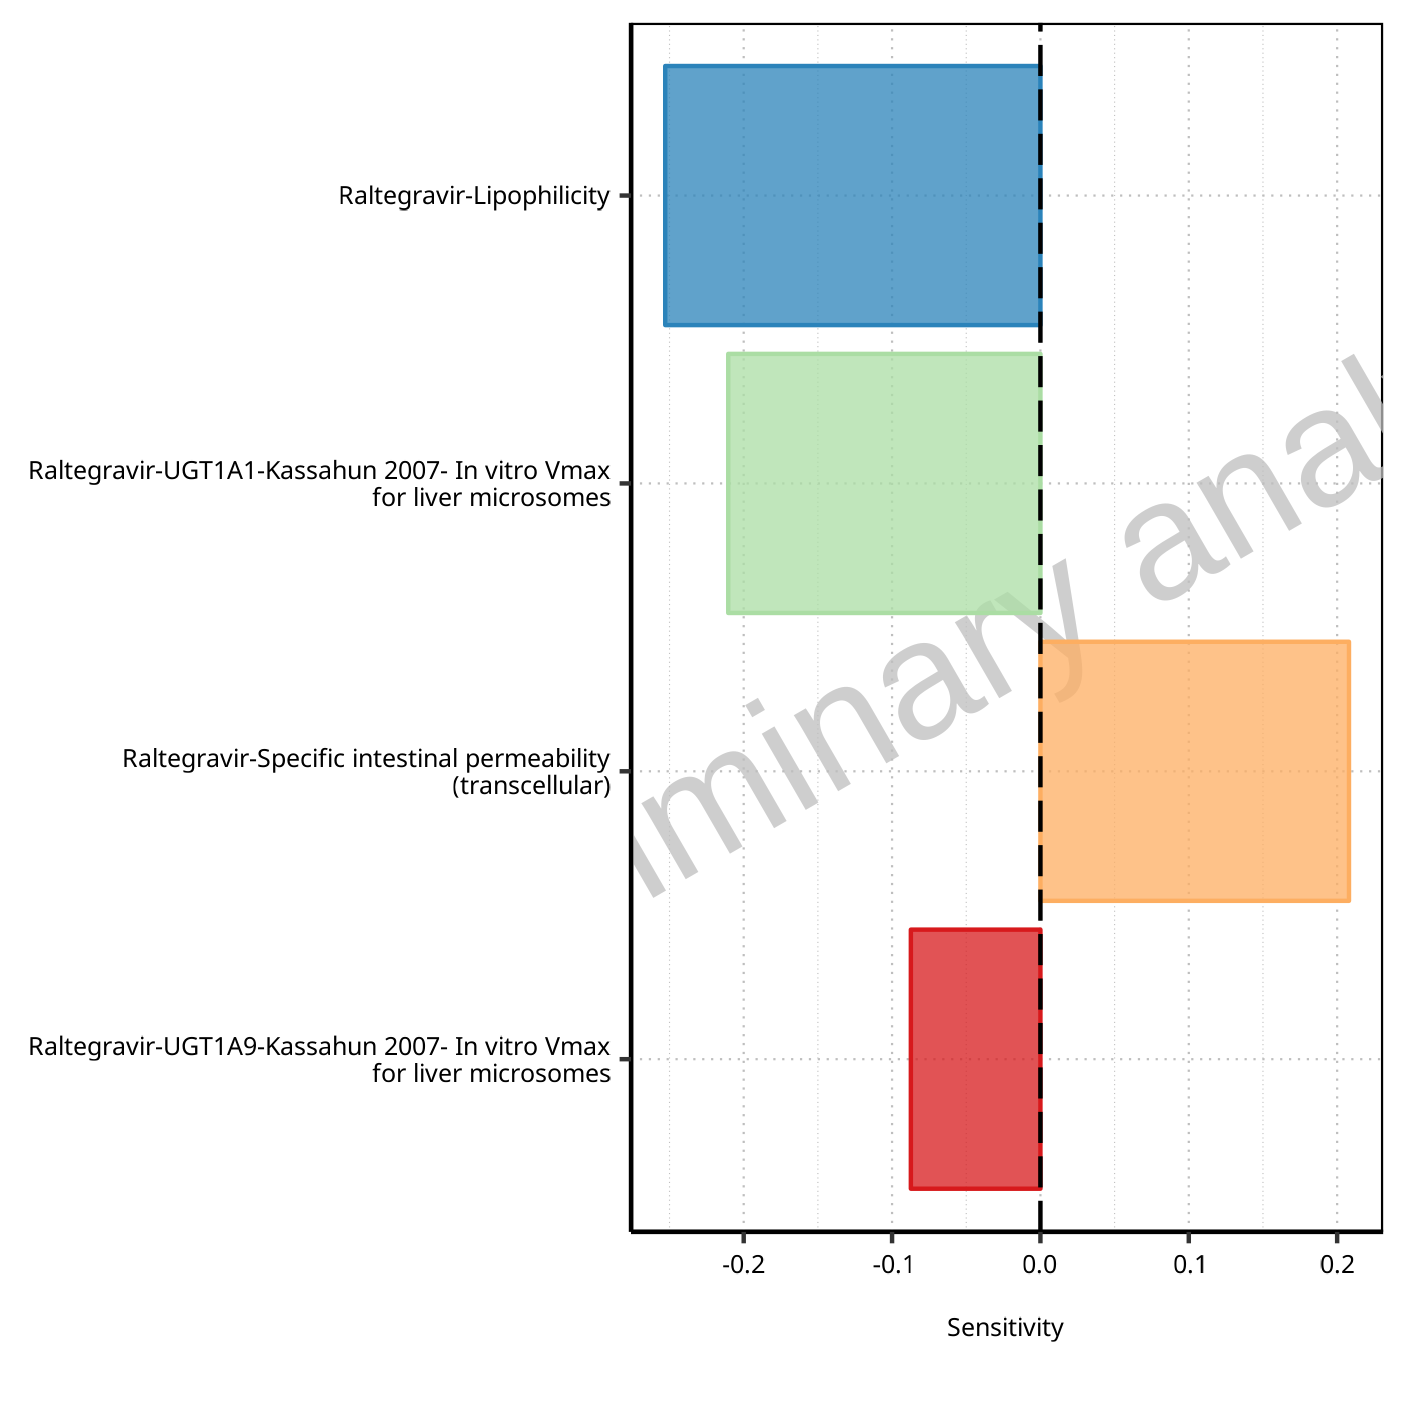 Raltegravir-Lipophilicity
Raltegravir-UGT1A1-Kassahun 2007- In vitro Vmax
for liver microsomes
Raltegravir-Specific intestinal permeability
(transcellular)
Raltegravir-UGT1A9-Kassahun 2007- In vitro Vmax
for liver microsomes
minary anal
-0.2 -0.1 0.0 0.1 0.2
Sensitivity